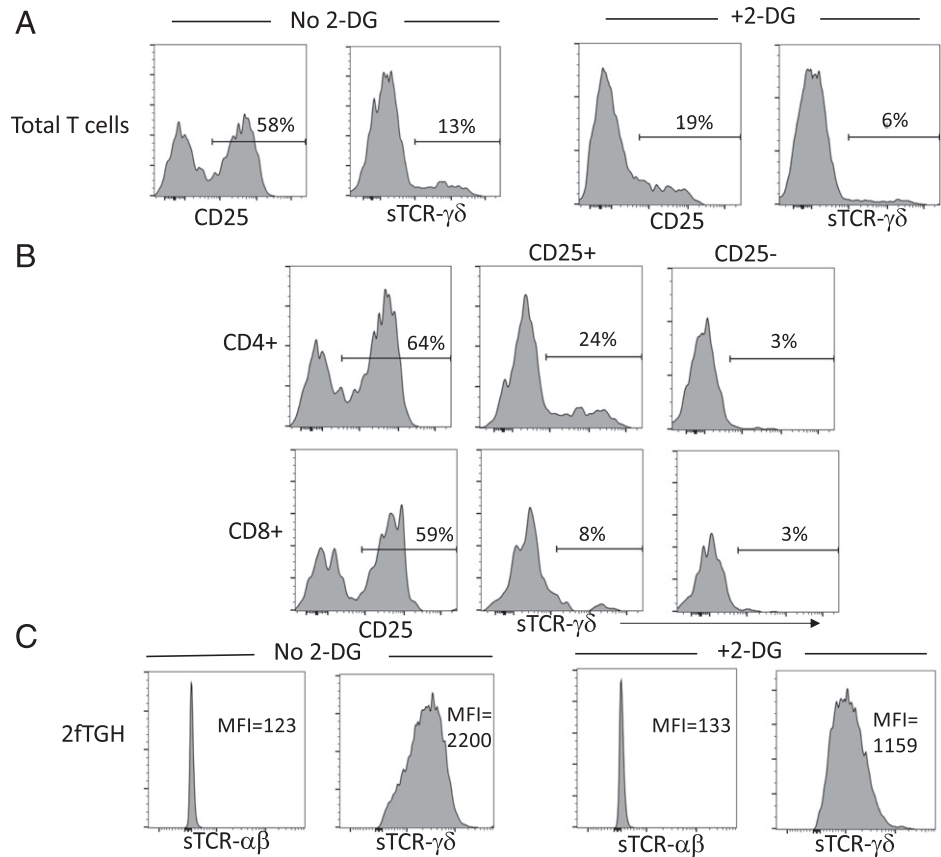 A
No 2-DG
+2-DG
Total T cells
58%
13%
19%
6%
CD25
sTCR-γδ
CD25
sTCR-γδ
B
CD25+
CD25-
CD4+
64%
24%
3%
CD8+
59%
8%
3%
CD25
sTCR-γδ
C
No 2-DG
+2-DG
2fTGH
MFI=123
MFI=
2200
MFI=133
MFI=
1159
sTCR-αβ
sTCR-γδ
sTCR-αβ
sTCR-γδ